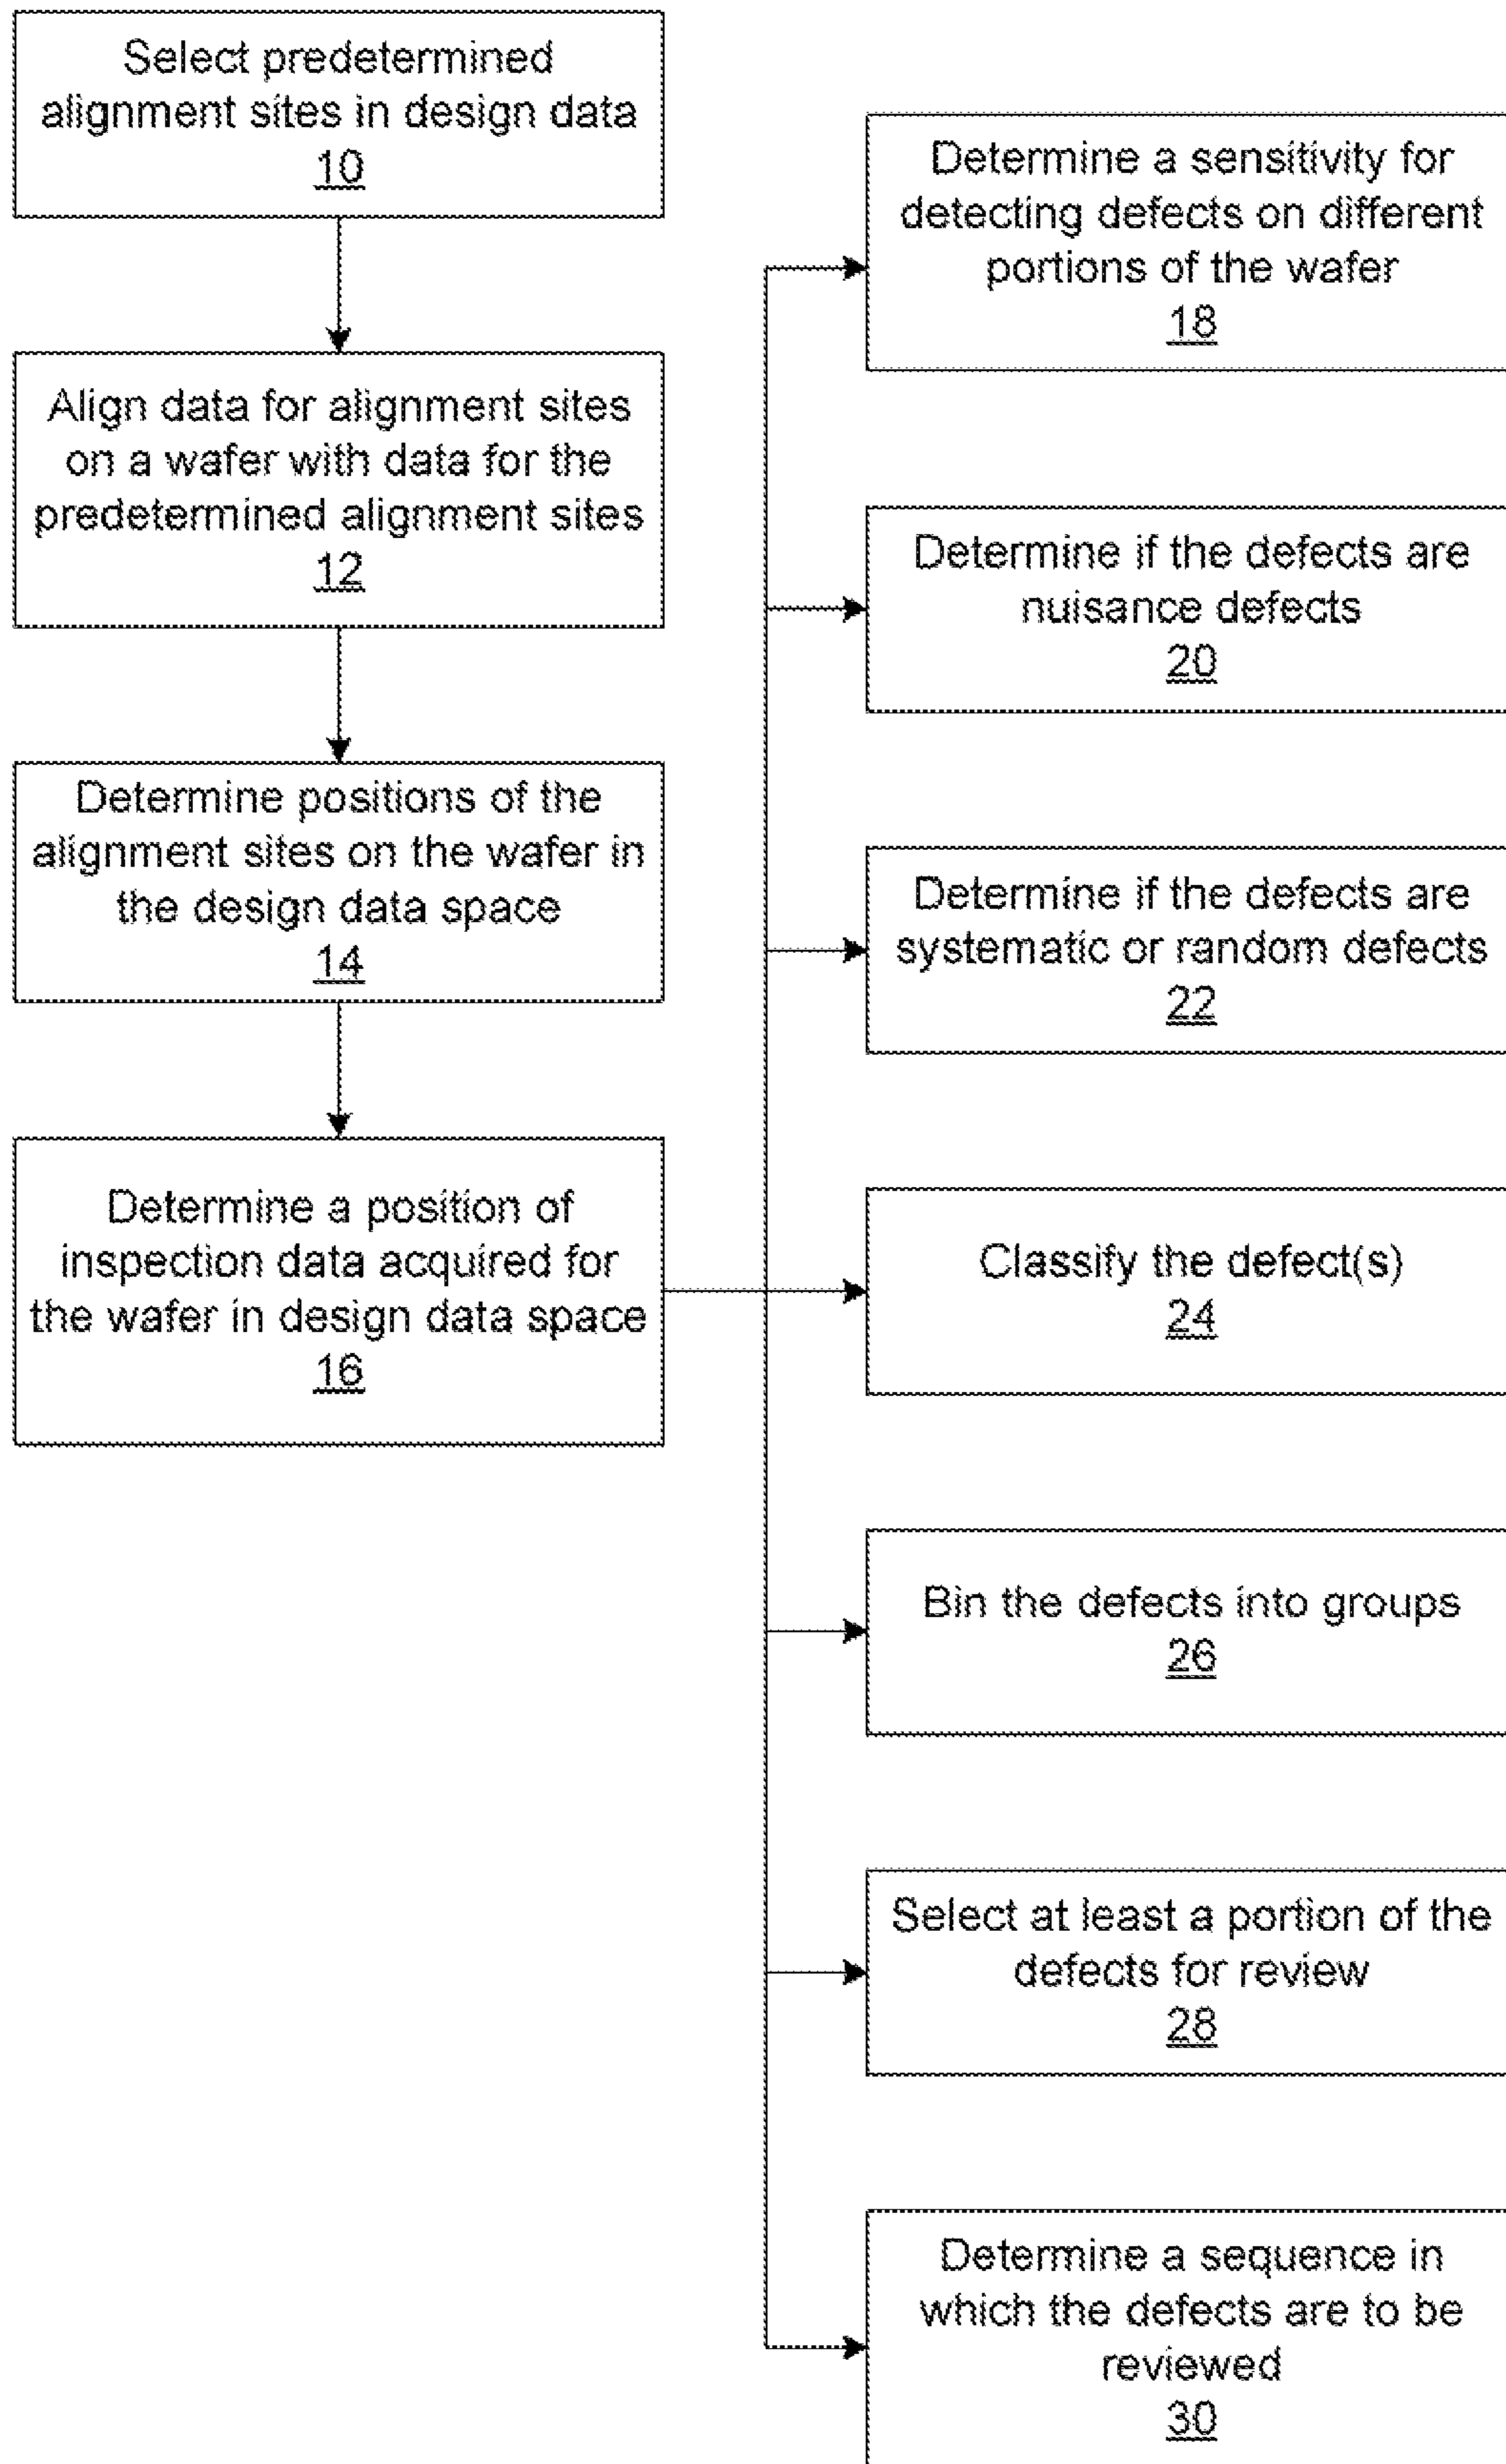 Select predetermined
alignment sites in design data
10
Align data for alignment sites
on a wafer with data for the
predetermined alignment sites
12
Determine positions of the
alignment sites on the wafer in
the design data space
14
Determine a position of
inspection data acquired for
the wafer in design data space
16
Determine a sensitivity for
detecting defects on different
portions of the wafer
18
Determine if the defects are
nuisance defects
20
Determine if the defects are
systematic or random defects
22
Classify the defect(s)
24
Bin the defects into groups
26
Select at least a portion of the
defects for review
28
Determine a sequence in
which the defects are to be
reviewed
30